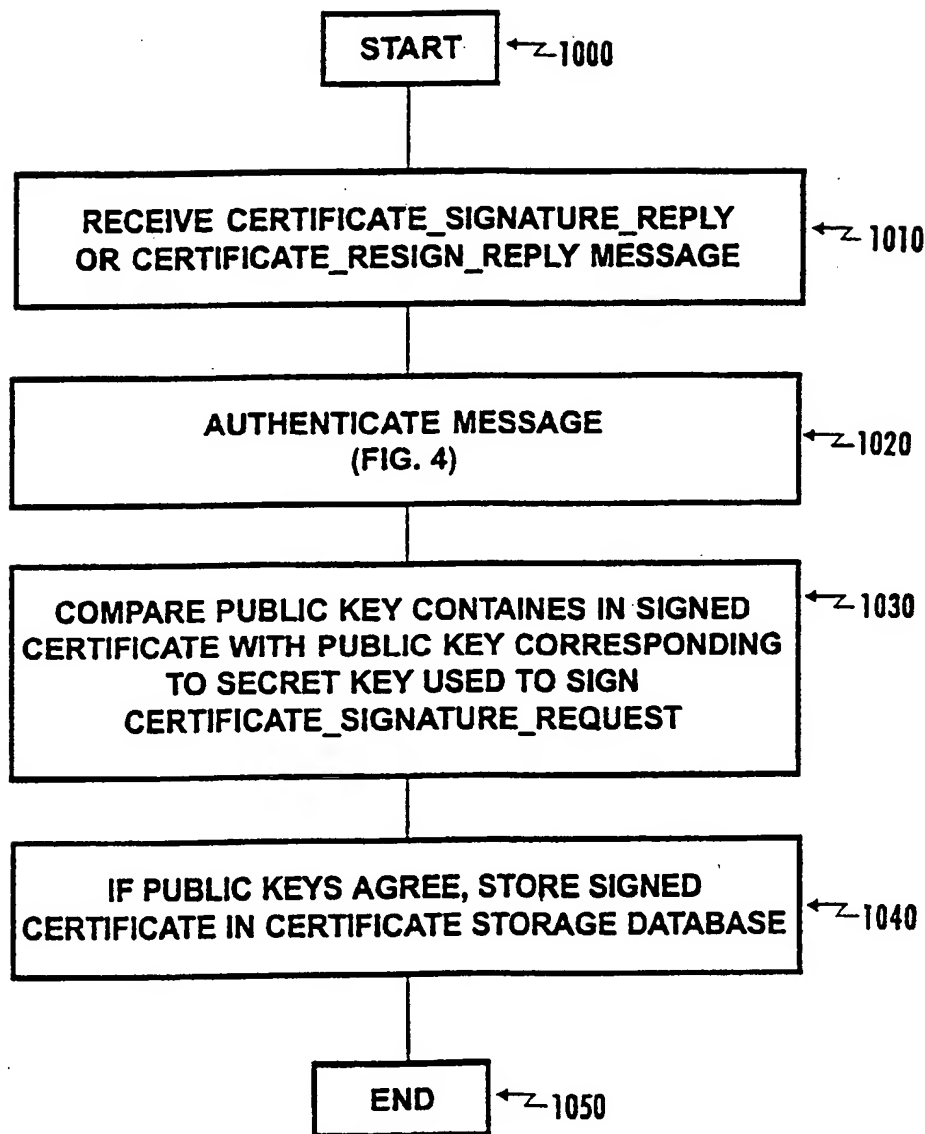 START
1000
RECEIVE CERTIFICATE_SIGNATURE_REPLY
OR CERTIFICATE_RESIGN_REPLY MESSAGE
1010
AUTHENTICATE MESSAGE
(FIG. 4)
1020
COMPARE PUBLIC KEY CONTAINES IN SIGNED
CERTIFICATE WITH PUBLIC KEY CORRESPONDING
TO SECRET KEY USED TO SIGN
CERTIFICATE_SIGNATURE_REQUEST
1030
IF PUBLIC KEYS AGREE, STORE SIGNED
CERTIFICATE IN CERTIFICATE STORAGE DATABASE
1040
END
1050